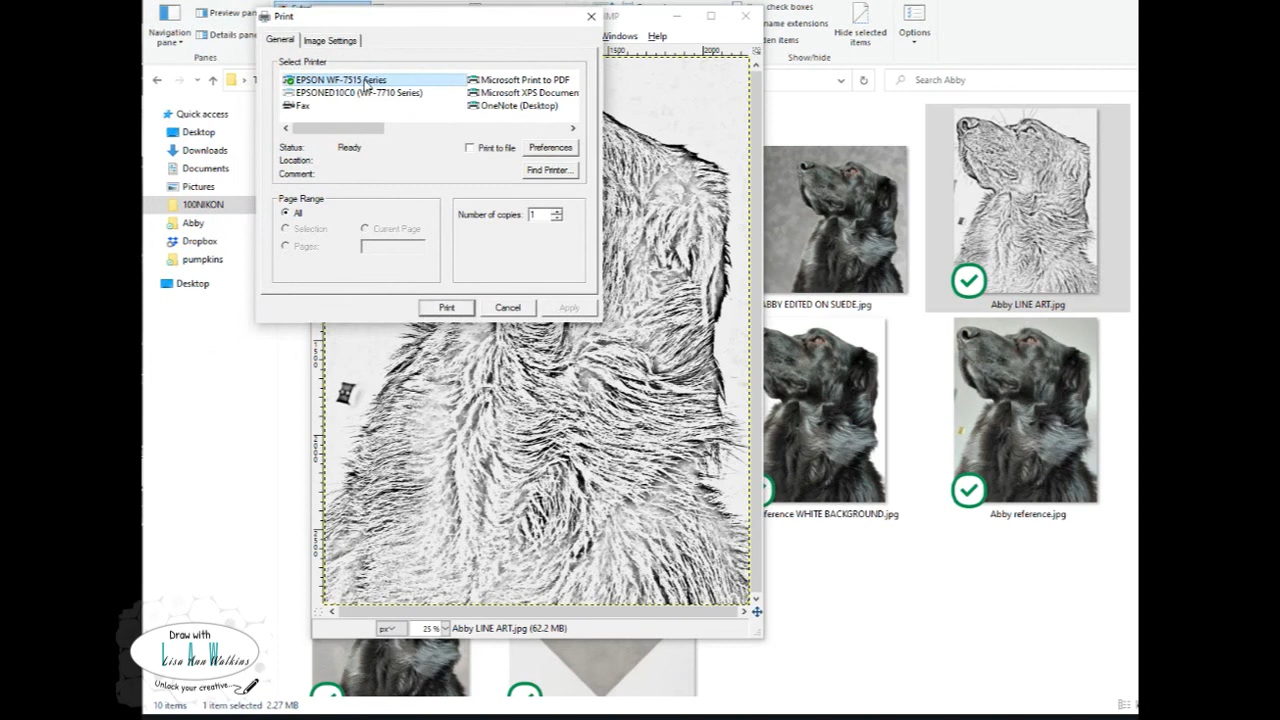 Preview pan
Details pane
Navigation
pane
Panes
check boxes
name extensions
den items
Show/hide
Hide selected
items
Options
Search Abby
Print
General
Image Settings
Select Printer
EPSON WF-7515 Series
EPSONED10C0 (WF-7710 Series)
Fax
Microsoft Print to PDF
Microsoft XPS Documen
OneNote (Desktop)
Status:
Ready
Location:
Comment:
Print to file
Preferences
Find Printer...
Page Range
All
Selection
Current Page
Pages:
Number of copies:
1
Print
Cancel
Apply
IMP
Windows
Help
1500
2000
Quick access
Desktop
Downloads
Documents
Pictures
100NIKON
Abby
Dropbox
pumpkins
Desktop
ABBY EDITED ON SUEDE.jpg
Abby LINE ART.jpg
ference WHITE BACKGROUND.jpg
Abby reference.jpg
px
25 %
Abby LINE ART.jpg (62.2 MB)
Draw with
Lisa Ann Watkins
Unlock your creative...
10 items
1 item selected 2.27 MB